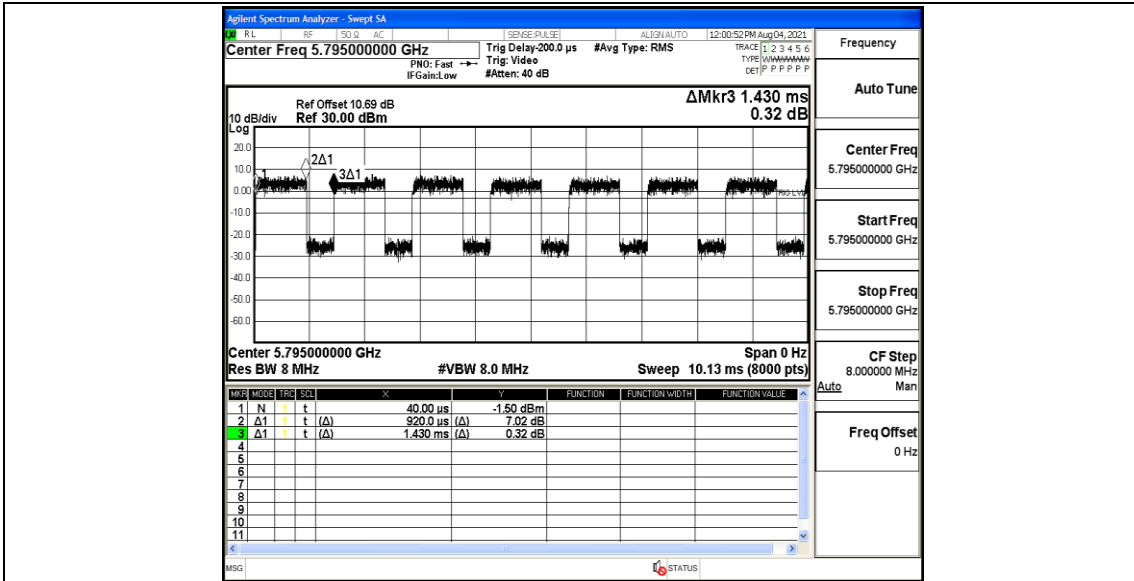 Agilent Spectrum Analyzer - Swept SA
LXI RL RF 50 Ω AC SENSE:PULSE ALIGN AUTO 12:00:52 PM Aug 04, 2021
Center Freq 5.795000000 GHz
PNO: Fast
IFGain:Low
Trig Delay-200.0 µs
Trig: Video
#Atten: 40 dB
#Avg Type: RMS
TRACE 1 2 3 4 5 6
TYPE WWWWWW
DET P P P P P P
ΔMkr3 1.430 ms
0.32 dB
Ref Offset 10.69 dB
10 dB/div Ref 30.00 dBm
Log
20.0
10.0
0.00
-10.0
-20.0
-30.0
-40.0
-50.0
-60.0
1
2Δ1
3Δ1
TRIG LVL
Center 5.795000000 GHz Span 0 Hz
Res BW 8 MHz #VBW 8.0 MHz Sweep 10.13 ms (8000 pts)
MKR MODE TRC SCL X Y FUNCTION FUNCTION WIDTH FUNCTION VALUE
1 N 1 t 40.00 µs -1.50 dBm
2 Δ1 1 t (Δ) 920.0 µs (Δ) 7.02 dB
3 Δ1 1 t (Δ) 1.430 ms (Δ) 0.32 dB
4
5
6
7
8
9
10
11
MSG STATUS
Frequency
Auto Tune
Center Freq
5.795000000 GHz
Start Freq
5.795000000 GHz
Stop Freq
5.795000000 GHz
CF Step
8.000000 MHz
Auto Man
Freq Offset
0 Hz